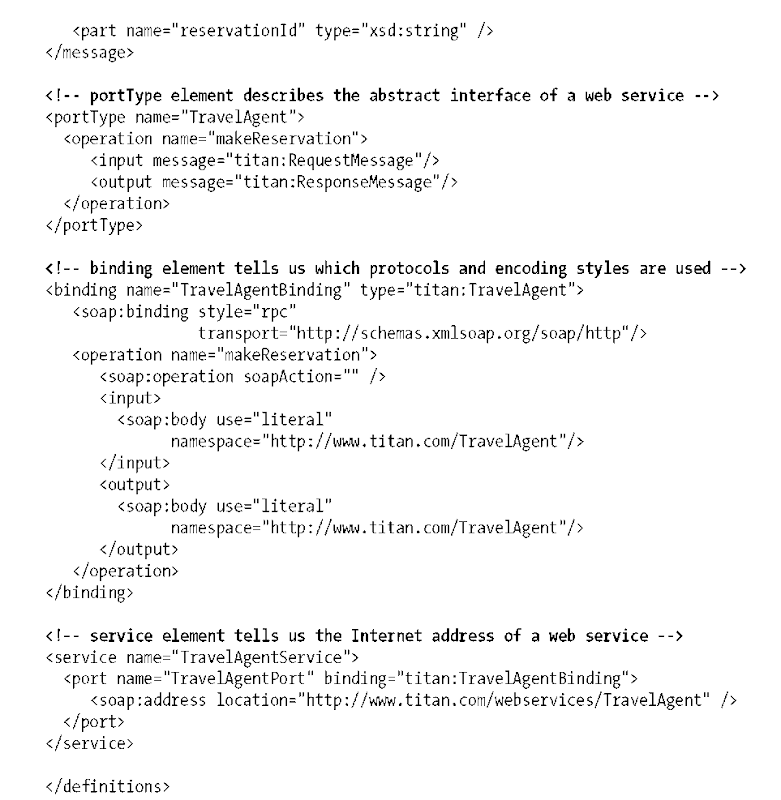 <part name="reservationId" type="xsd:string" />
</message>
<!-- portType element describes the abstract interface of a web service -->
<portType name="TravelAgent">
<operation name="makeReservation">
<input message="titan:RequestMessage"/>
<output message="titan:ResponseMessage"/>
</operation>
</portType>
<!-- binding element tells us which protocols and encoding styles are used -->
<binding name="TravelAgentBinding" type="titan:TravelAgent">
<soap:binding style="rpc"
transport="http://schemas.xmlsoap.org/soap/http"/>
<operation name="makeReservation">
<soap:operation soapAction="" />
<input>
<soap:body use="literal"
namespace="http://www.titan.com/TravelAgent"/>
</input>
<output>
<soap:body use="literal"
namespace="http://www.titan.com/TravelAgent"/>
</output>
</operation>
</binding>
<!-- service element tells us the Internet address of a web service -->
<service name="TravelAgentService">
<port name="TravelAgentPort" binding="titan:TravelAgentBinding">
<soap:address location="http://www.titan.com/webservices/TravelAgent" />
</port>
</service>
</definitions>